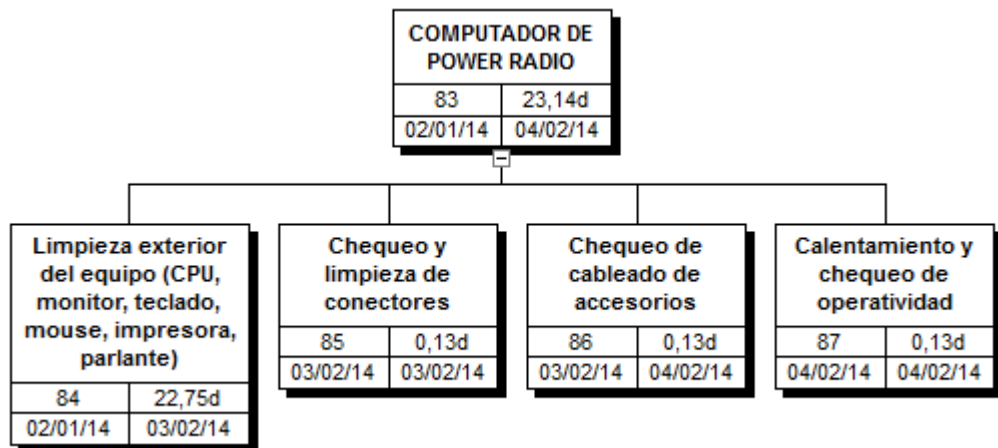 COMPUTADOR DE
POWER RADIO
83 23,14d
02/01/14 04/02/14
Limpieza exterior
del equipo (CPU,
monitor, teclado,
mouse, impresora,
parlante)
84 22,75d
02/01/14 03/02/14
Chequeo y
limpieza de
conectores
85 0,13d
03/02/14 03/02/14
Chequeo de
cableado de
accesorios
86 0,13d
03/02/14 04/02/14
Calentamiento y
chequeo de
operatividad
87 0,13d
04/02/14 04/02/14